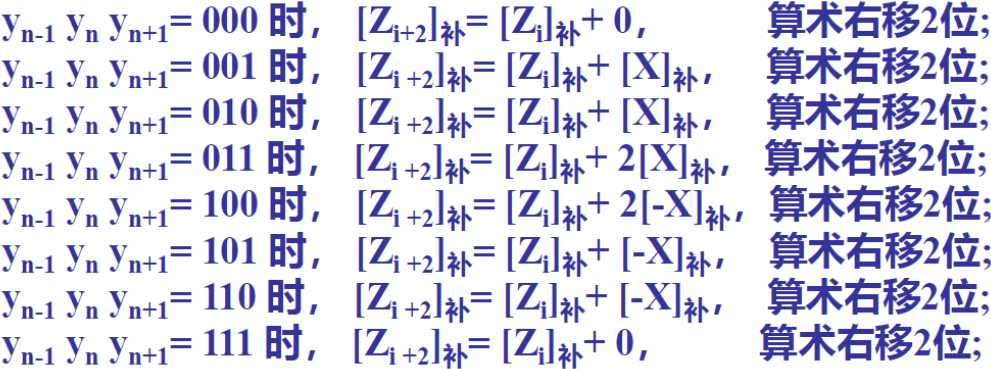 yn-1 yn yn+1= 000 时， [Zi+2]补= [Zi]补+ 0， 算术右移2位;
yn-1 yn yn+1= 001 时， [Zi +2]补= [Zi]补+ [X]补， 算术右移2位;
yn-1 yn yn+1= 010 时， [Zi +2]补= [Zi]补+ [X]补， 算术右移2位;
yn-1 yn yn+1= 011 时， [Zi +2]补= [Zi]补+ 2[X]补， 算术右移2位;
yn-1 yn yn+1= 100 时， [Zi +2]补= [Zi]补+ 2[-X]补， 算术右移2位;
yn-1 yn yn+1= 101 时， [Zi +2]补= [Zi]补+ [-X]补， 算术右移2位;
yn-1 yn yn+1= 110 时， [Zi +2]补= [Zi]补+ [-X]补， 算术右移2位;
yn-1 yn yn+1= 111 时， [Zi +2]补= [Zi]补+ 0， 算术右移2位;